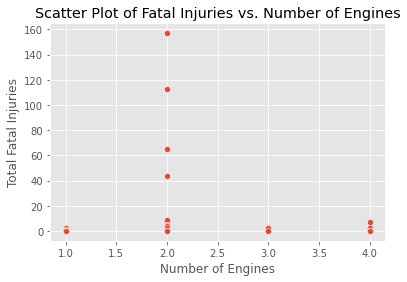 Scatter Plot of Fatal Injuries vs. Number of Engines
160
140
120
100
80
60
40
20
0
Total Fatal Injuries
1.0 1.5 2.0 2.5 3.0 3.5 4.0
Number of Engines